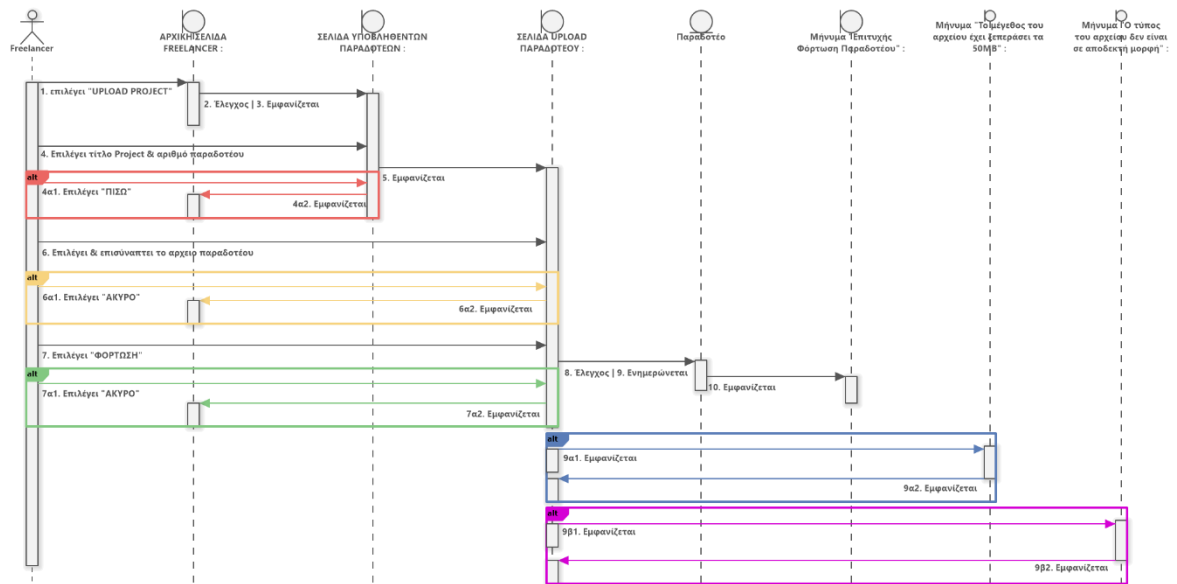 Freelancer
ΑΡΧΙΚΗ ΣΕΛΙΔΑ
FREELANCER :
ΣΕΛΙΔΑ ΥΠΟΒΛΗΘΕΝΤΩΝ
ΠΑΡΑΔΟΤΕΩΝ :
ΣΕΛΙΔΑ UPLOAD
ΠΑΡΑΔΟΤΕΟΥ :
Παραδοτέο
Μήνυμα "Επιτυχής
Φόρτωση Παραδοτέου" :
Μήνυμα "Το μέγεθος του
αρχείου έχει ξεπεράσει τα
50MB" :
Μήνυμα "Ο τύπος
του αρχείου δεν είναι
σε αποδεκτή μορφή" :
1. επιλέγει "UPLOAD PROJECT"
2. Έλεγχος | 3. Εμφανίζεται
4. Επιλέγει τίτλο Project & αριθμό παραδοτέου
5. Εμφανίζεται
alt
4α1. Επιλέγει "ΠΙΣΩ"
4α2. Εμφανίζεται
6. Επιλέγει & επισύναπτει το αρχειο παραδοτέου
alt
6α1. Επιλέγει "ΑΚΥΡΟ"
6α2. Εμφανίζεται
7. Επιλέγει "ΦΟΡΤΩΣΗ"
8. Έλεγχος | 9. Ενημερώνεται
10. Εμφανίζεται
alt
7α1. Επιλέγει "ΑΚΥΡΟ"
7α2. Εμφανίζεται
alt
9α1. Εμφανίζεται
9α2. Εμφανίζεται
alt
9β1. Εμφανίζεται
9β2. Εμφανίζεται